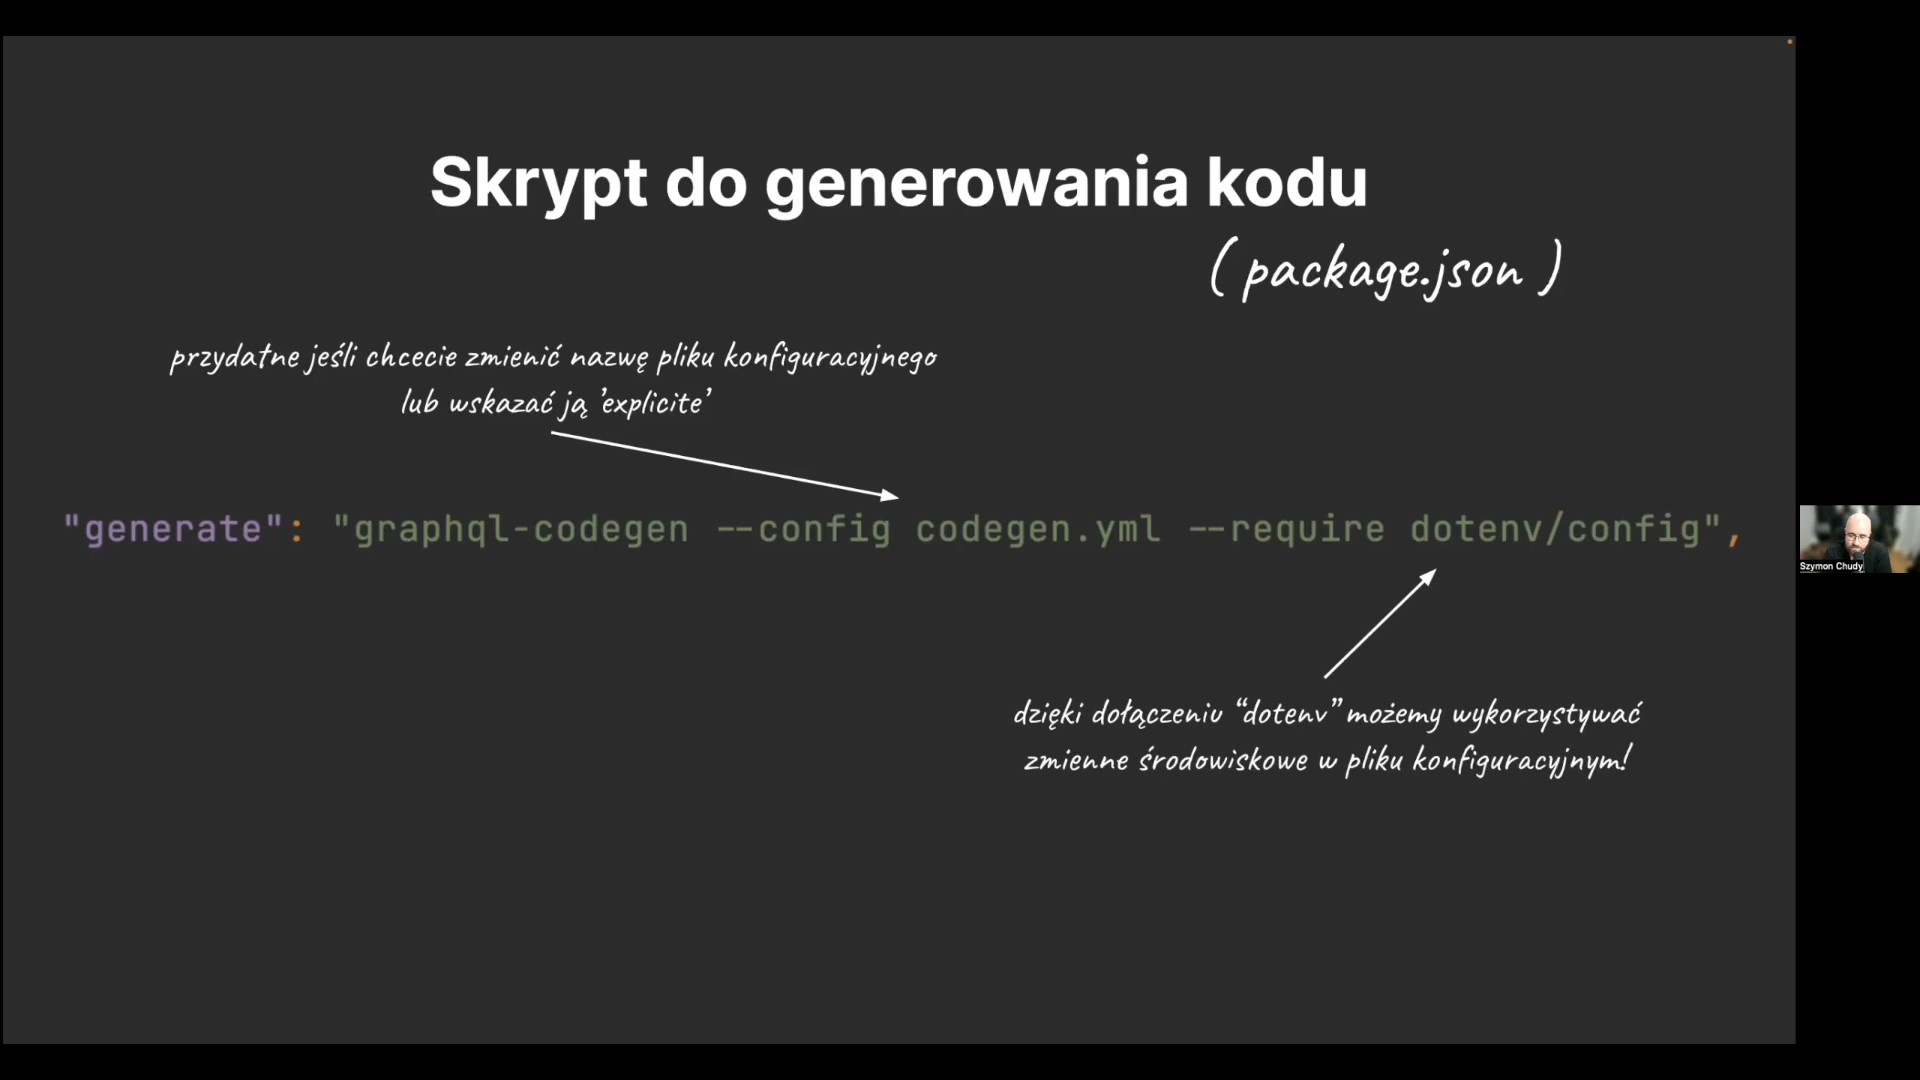 Skrypt do generowania kodu
( package.json )
przydatne jeśli chcecie zmienić nazwę pliku konfiguracyjnego
lub wskazać ją 'explicite'
"generate": "graphql-codegen --config codegen.yml --require dotenv/config",
Szymon Chudy
dzięki dołączeniu “dotenv” możemy wykorzystywać
zmienne środowiskowe w pliku konfiguracyjnym!